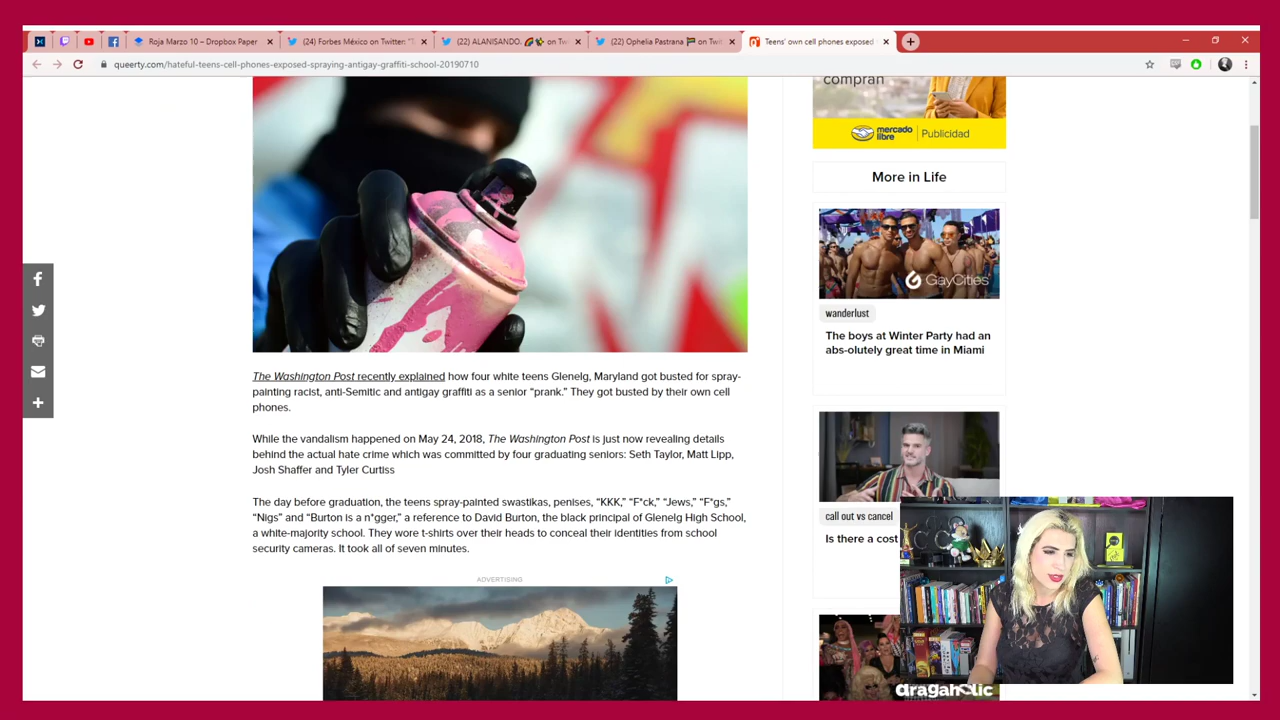 Roja Marzo 10 – Dropbox Paper
(24) Forbes México on Twitter: "T
(22) ALANISANDO. on Tw
(22) Ophelia Pastrana on Twit
Teens' own cell phones exposed
queerty.com/hateful-teens-cell-phones-exposed-spraying-antigay-graffiti-school-20190710
compran
mercado
libre
Publicidad
More in Life
GayCities
wanderlust
The boys at Winter Party had an
abs-olutely great time in Miami
The Washington Post recently explained how four white teens Glenelg, Maryland got busted for spray-
painting racist, anti-Semitic and antigay graffiti as a senior “prank.” They got busted by their own cell
phones.
While the vandalism happened on May 24, 2018, The Washington Post is just now revealing details
behind the actual hate crime which was committed by four graduating seniors: Seth Taylor, Matt Lipp,
Josh Shaffer and Tyler Curtiss
The day before graduation, the teens spray-painted swastikas, penises, “KKK,” “F*ck,” “Jews,” “F*gs,”
“Nigs” and “Burton is a n*gger,” a reference to David Burton, the black principal of Glenelg High School,
a white-majority school. They wore t-shirts over their heads to conceal their identities from school
security cameras. It took all of seven minutes.
call out vs cancel
Is there a cost
ADVERTISING
dragaholic